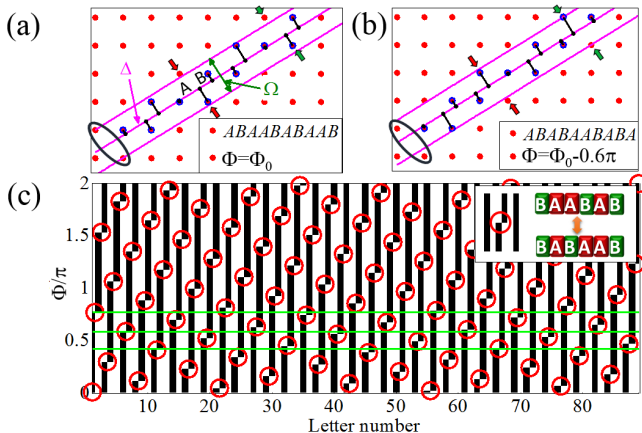 (a)
Δ
A B
Ω
ABAABABAAB
Φ=Φ0
(b)
ABABAABABA
Φ=Φ0-0.6π
(c)
Φ/π
2
1.5
1
0.5
0
BAABAB
BABAAB
10 20 30 40 50 60 70 80
Letter number